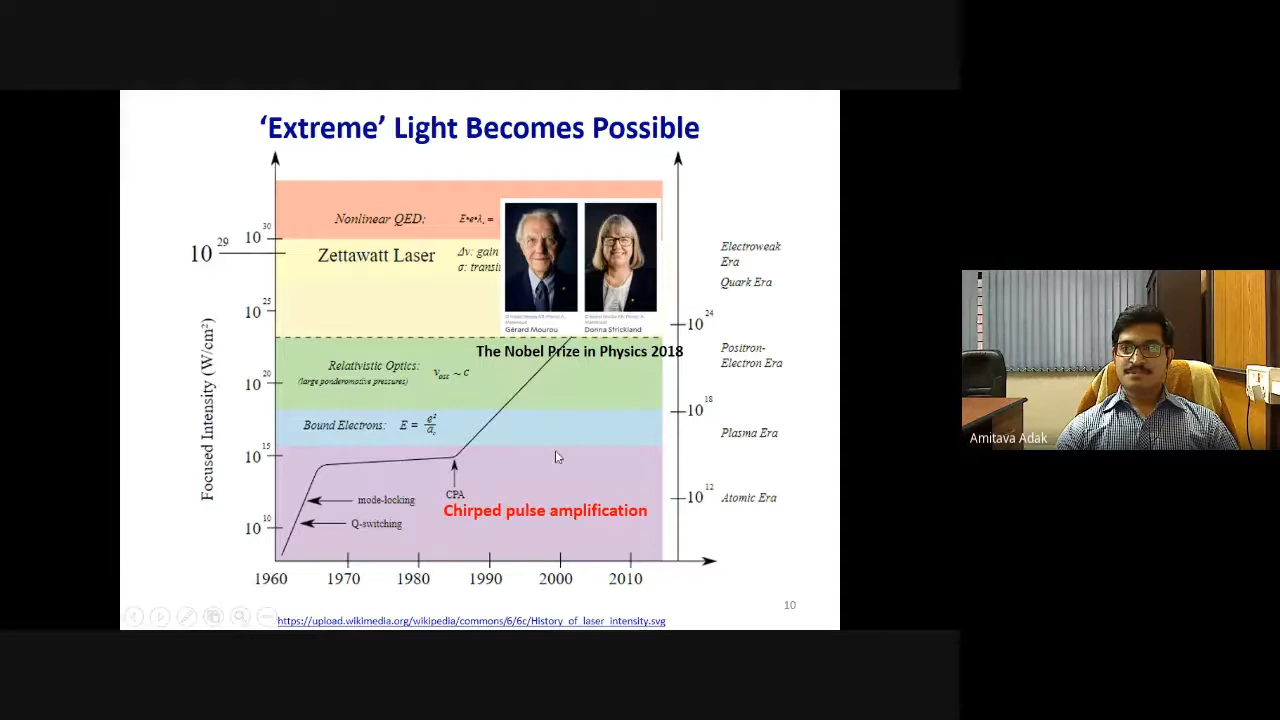 ‘Extreme’ Light Becomes Possible
Nonlinear QED: E•e•λc =
10^30
10^29
Zettawatt Laser
Δν: gain
Electroweak
Era
σ: transi
Quark Era
10^25
10^24
Gérard Mourou
Donna Strickland
The Nobel Prize in Physics 2018
Positron-
Electron Era
Relativistic Optics: νosc ~ c
(large ponderomotive pressures)
10^20
10^18
Bound Electrons: E = e²
Plasma Era
Focused Intensity (W/cm²)
10^15
CPA
10^12
Atomic Era
mode-locking
Chirped pulse amplification
Q-switching
10^10
1960 1970 1980 1990 2000 2010
10
https://upload.wikimedia.org/wikipedia/commons/6/6c/History_of_laser_intensity.svg
Amitava Adak